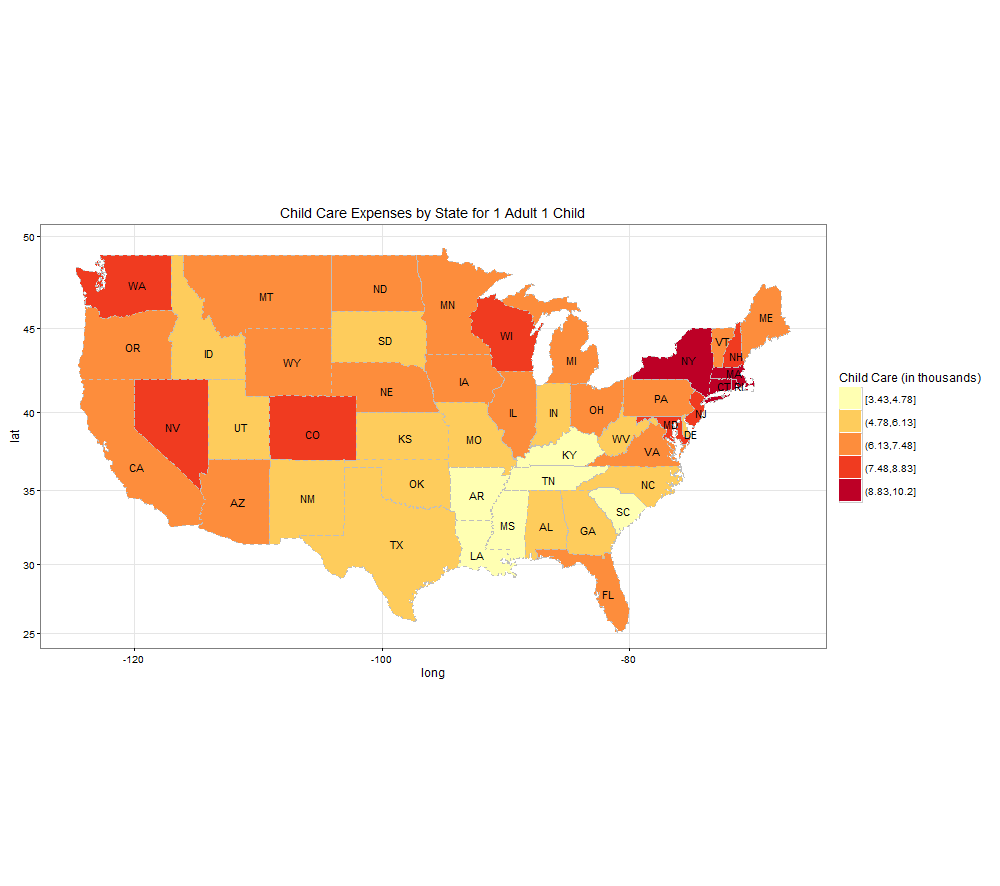 Child Care Expenses by State for 1 Adult 1 Child
50
45
40
35
30
25
lat
-120
-100
-80
long
WA
MT
ND
MN
ME
OR
ID
SD
WI
VT
NH
NY
MA
WY
MI
CT
RI
NE
IA
PA
NJ
NV
UT
CO
IL
IN
OH
MD
DE
KS
MO
WV
VA
CA
KY
AZ
NM
OK
AR
TN
NC
SC
TX
MS
AL
GA
LA
FL
Child Care (in thousands)
[3.43,4.78]
(4.78,6.13]
(6.13,7.48]
(7.48,8.83]
(8.83,10.2]